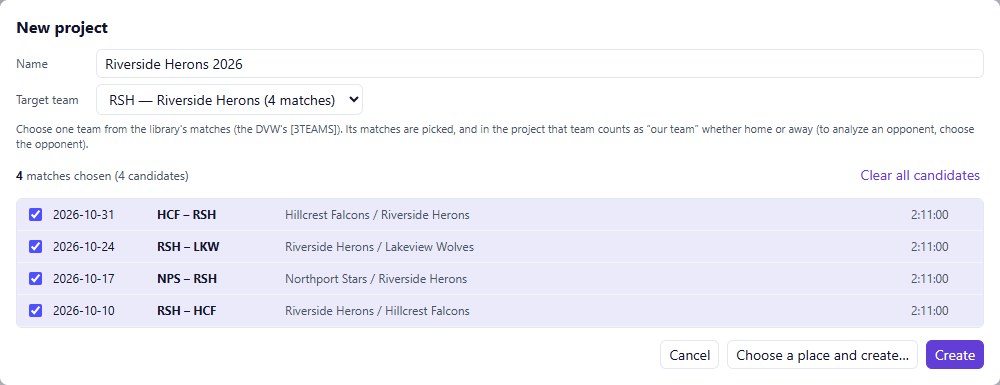 New project
Name
Riverside Herons 2026
Target team
RSH — Riverside Herons (4 matches)
Choose one team from the library's matches (the DVW's [3TEAMS]). Its matches are picked, and in the project that team counts as “our team” whether home or away (to analyze an opponent, choose
the opponent).
4 matches chosen (4 candidates)
Clear all candidates
2026-10-31 HCF – RSH Hillcrest Falcons / Riverside Herons 2:11:00
2026-10-24 RSH – LKW Riverside Herons / Lakeview Wolves 2:11:00
2026-10-17 NPS – RSH Northport Stars / Riverside Herons 2:11:00
2026-10-10 RSH – HCF Riverside Herons / Hillcrest Falcons 2:11:00
Cancel
Choose a place and create...
Create